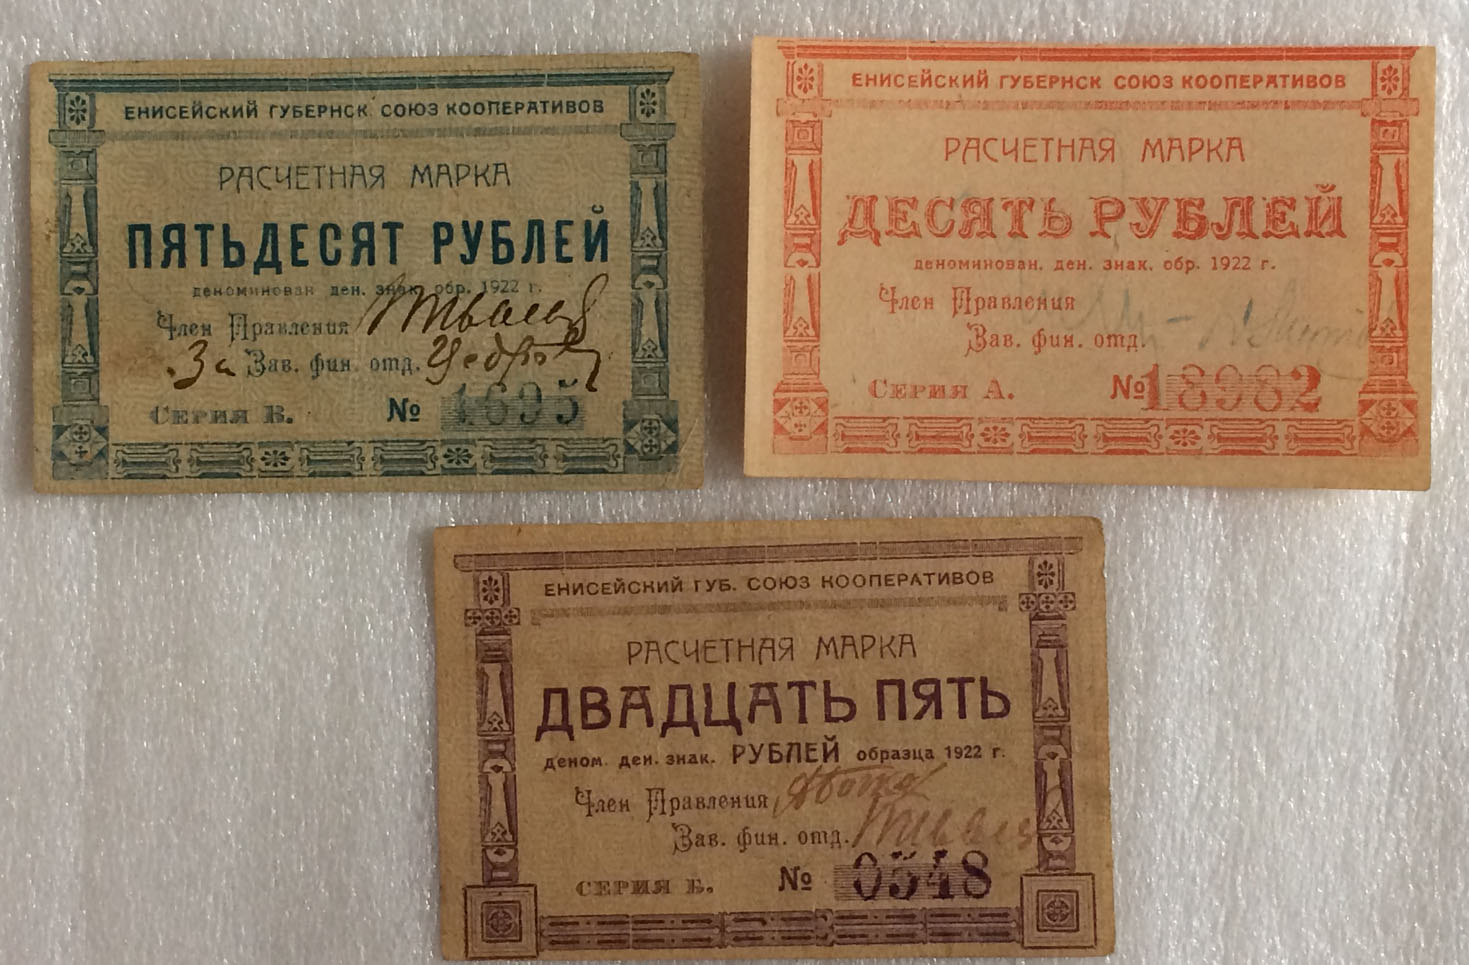 ЕНИСЕЙСКИЙ ГУБЕРНСК СОЮЗ КООПЕРАТИВОВ
РАСЧЕТНАЯ МАРКА
ПЯТЬДЕСЯТ РУБЛЕЙ
деноминован ден. знак. обр. 1922 г.
Член Правления
За Зав. фин. отд.
СЕРИЯ В. № 1695
ЕНИСЕЙСКИЙ ГУБЕРНСК СОЮЗ КООПЕРАТИВОВ
РАСЧЕТНАЯ МАРКА
ДЕСЯТЬ РУБЛЕЙ
деноминован. ден. знак. обр. 1922 г.
Член Правления
Зав. фин. отд.
СЕРИЯ А. № 18982
ЕНИСЕЙСКИЙ ГУБ. СОЮЗ КООПЕРАТИВОВ
РАСЧЕТНАЯ МАРКА
ДВАДЦАТЬ ПЯТЬ
деном. ден. знак. РУБЛЕЙ образца 1922 г.
Член Правления
Зав. фин. отд.
СЕРИЯ Б. № 0548